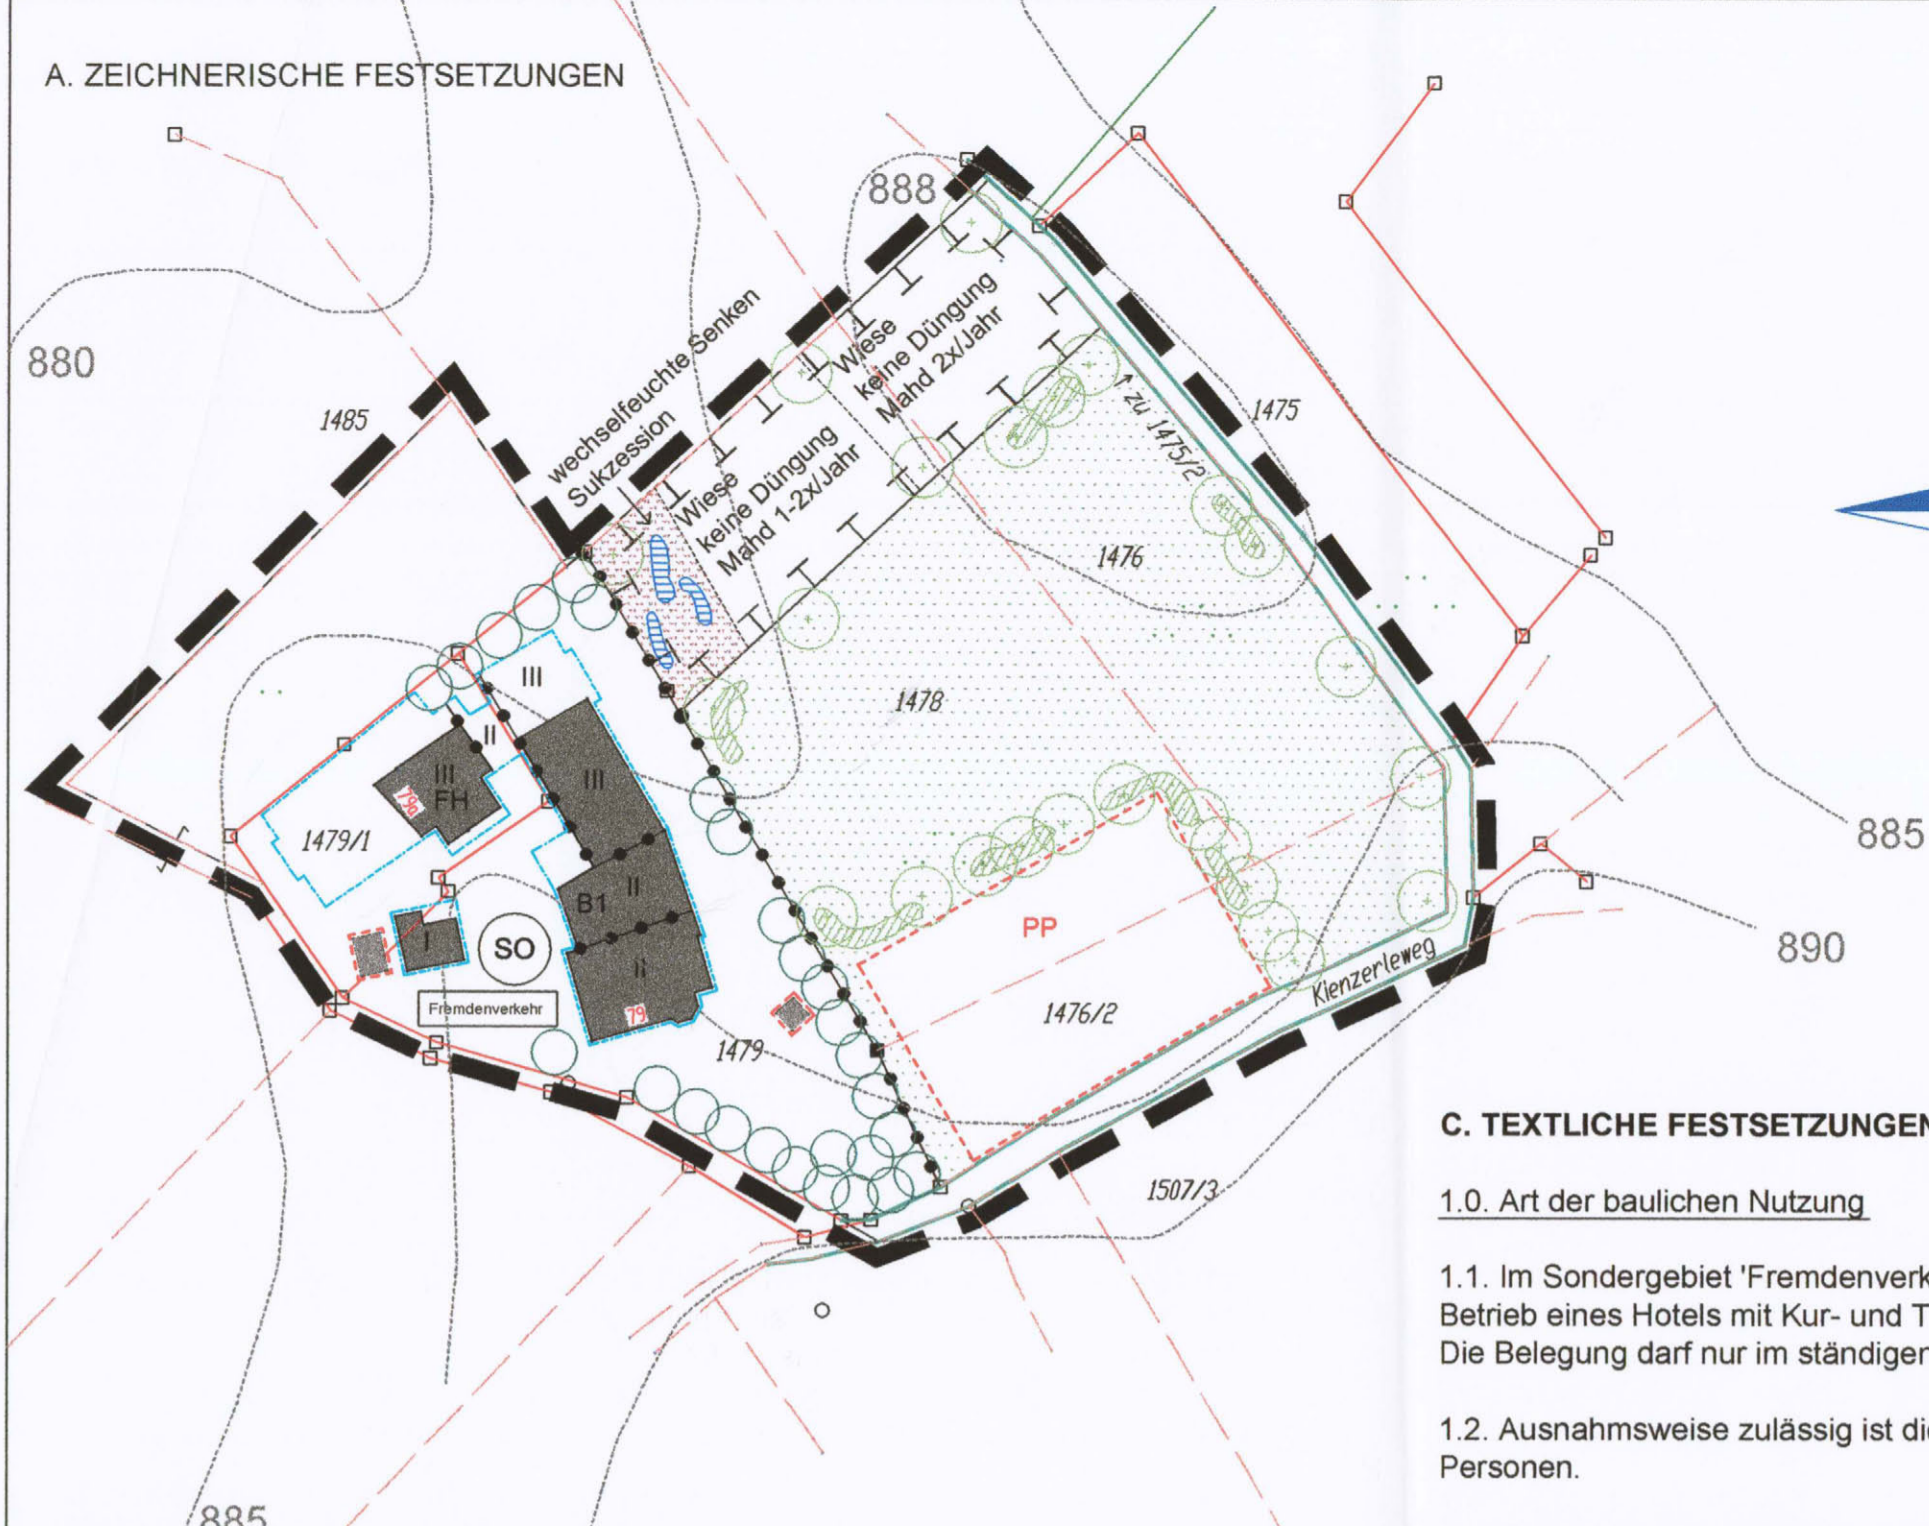 A. ZEICHNERISCHE FESTSETZUNGEN
888
880
1485
wechselfeuchte Senken
Sukzession
Wiese
keine Düngung
Mahd 2x/Jahr
Wiese
keine Düngung
Mahd 1-2x/Jahr
zu 1475/2
1475
1476
1478
III
II
III
FH
79a
III
1479/1
II
B1
I
SO
Fremdenverkehr
II
79
1479
PP
1476/2
Kienzerleweg
885
890
1507/3
885
C. TEXTLICHE FESTSETZUNGEN
1.0. Art der baulichen Nutzung
1.1. Im Sondergebiet 'Fremdenverk
Betrieb eines Hotels mit Kur- und T
Die Belegung darf nur im ständigen
1.2. Ausnahmsweise zulässig ist die
Personen.